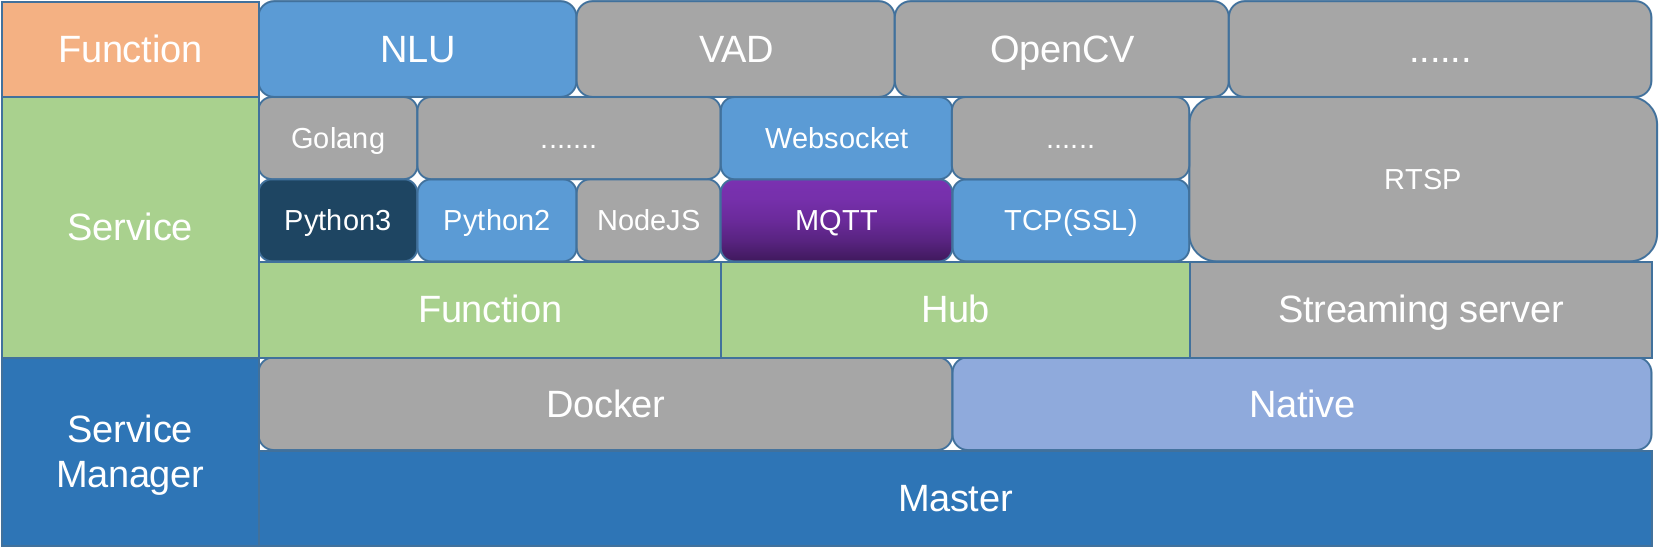 Function
NLU
VAD
OpenCV
......
Service
Golang
.......
Websocket
......
RTSP
Python3
Python2
NodeJS
MQTT
TCP(SSL)
Function
Hub
Streaming server
Service
Manager
Docker
Native
Master